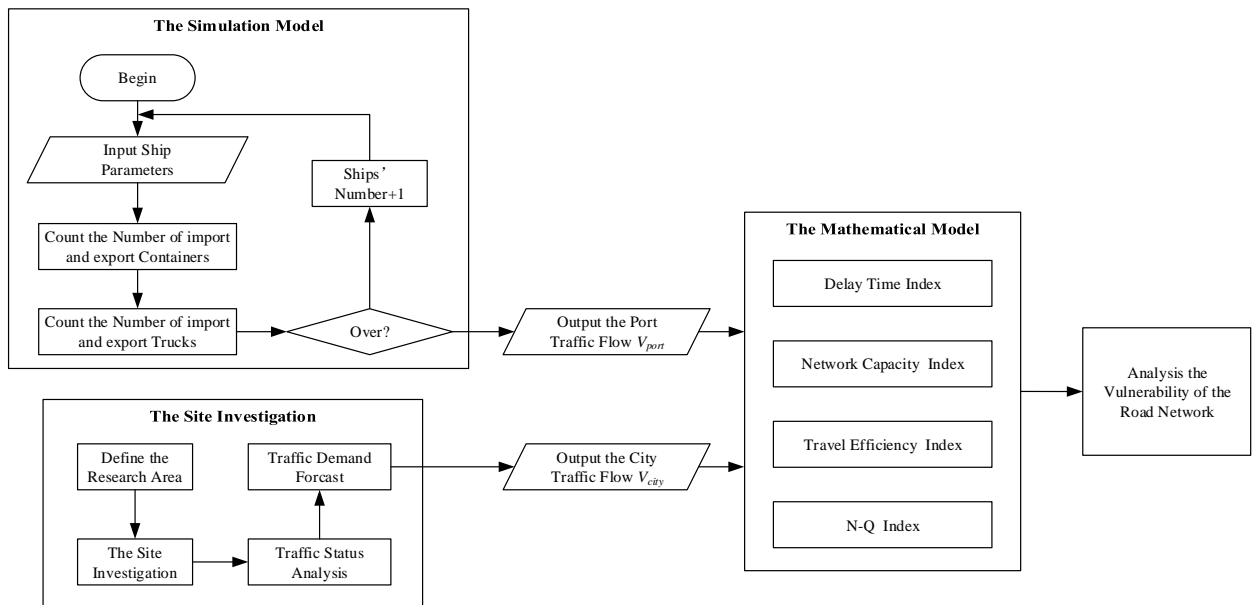 The Simulation Model
Begin
Input Ship
Parameters
Ships’
Number+1
Count the Number of import
and export Containers
Count the Number of import
and export Trucks
Over?
Output the Port
Traffic Flow Vport
The Site Investigation
Define the
Research Area
Traffic Demand
Forcast
The Site
Investigation
Traffic Status
Analysis
Output the City
Traffic Flow Vcity
The Mathematical Model
Delay Time Index
Network Capacity Index
Travel Efficiency Index
N-Q Index
Analysis the
Vulnerability of the
Road Network